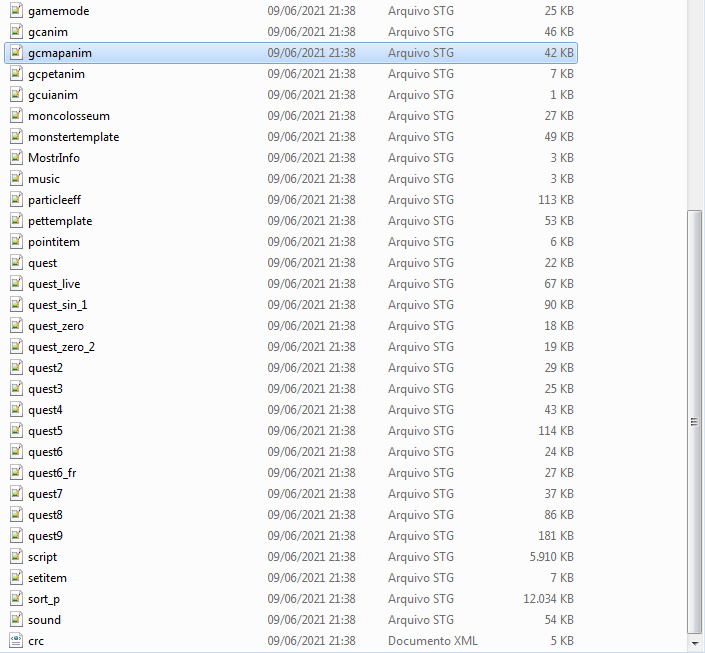 gamemode 09/06/2021 21:38 Arquivo STG 25 KB
gcanim 09/06/2021 21:38 Arquivo STG 46 KB
gcmapanim 09/06/2021 21:38 Arquivo STG 42 KB
gcpetanim 09/06/2021 21:38 Arquivo STG 7 KB
gcuianim 09/06/2021 21:38 Arquivo STG 1 KB
moncolosseum 09/06/2021 21:38 Arquivo STG 27 KB
monstertemplate 09/06/2021 21:38 Arquivo STG 49 KB
MostrInfo 09/06/2021 21:38 Arquivo STG 3 KB
music 09/06/2021 21:38 Arquivo STG 3 KB
particleeff 09/06/2021 21:38 Arquivo STG 113 KB
pettemplate 09/06/2021 21:38 Arquivo STG 53 KB
pointitem 09/06/2021 21:38 Arquivo STG 6 KB
quest 09/06/2021 21:38 Arquivo STG 22 KB
quest_live 09/06/2021 21:38 Arquivo STG 67 KB
quest_sin_1 09/06/2021 21:38 Arquivo STG 90 KB
quest_zero 09/06/2021 21:38 Arquivo STG 18 KB
quest_zero_2 09/06/2021 21:38 Arquivo STG 19 KB
quest2 09/06/2021 21:38 Arquivo STG 29 KB
quest3 09/06/2021 21:38 Arquivo STG 25 KB
quest4 09/06/2021 21:38 Arquivo STG 43 KB
quest5 09/06/2021 21:38 Arquivo STG 114 KB
quest6 09/06/2021 21:38 Arquivo STG 24 KB
quest6_fr 09/06/2021 21:38 Arquivo STG 27 KB
quest7 09/06/2021 21:38 Arquivo STG 37 KB
quest8 09/06/2021 21:38 Arquivo STG 86 KB
quest9 09/06/2021 21:38 Arquivo STG 181 KB
script 09/06/2021 21:38 Arquivo STG 5.910 KB
setitem 09/06/2021 21:38 Arquivo STG 7 KB
sort_p 09/06/2021 21:38 Arquivo STG 12.034 KB
sound 09/06/2021 21:38 Arquivo STG 54 KB
crc 09/06/2021 21:38 Documento XML 5 KB